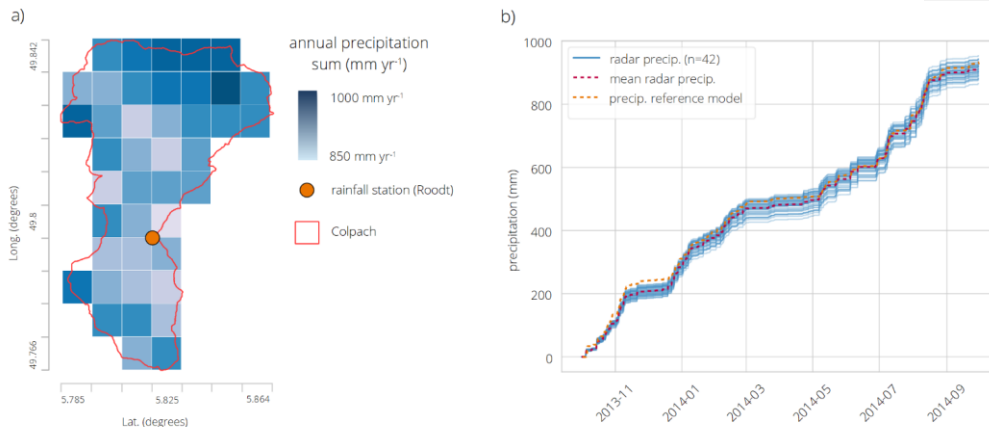 a)
annual precipitation
sum (mm yr⁻¹)
1000 mm yr⁻¹
850 mm yr⁻¹
rainfall station (Roodt)
Colpach
Long. (degrees)
49.842
49.8
49.766
5.785
5.825
5.864
Lat. (degrees)
b)
radar precip. (n=42)
mean radar precip.
precip. reference model
precipitation (mm)
1000
800
600
400
200
0
2013-11
2014-01
2014-03
2014-05
2014-07
2014-09